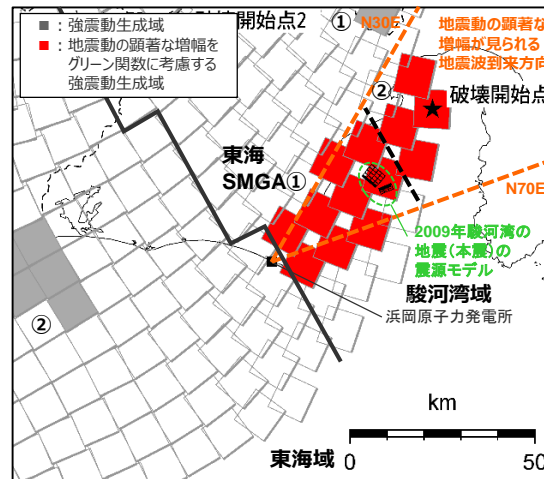 ■：強震動生成域
■：地震動の顕著な増幅を
グリーン関数に考慮する
強震動生成域
破壊開始点2
①
N30E
地震動の顕著な
増幅が見られる
地震波到来方向
②
破壊開始点
東海
SMGA①
N70E
2009年駿河湾の
地震(本震)の
震源モデル
駿河湾域
浜岡原子力発電所
②
km
東海域
0
50